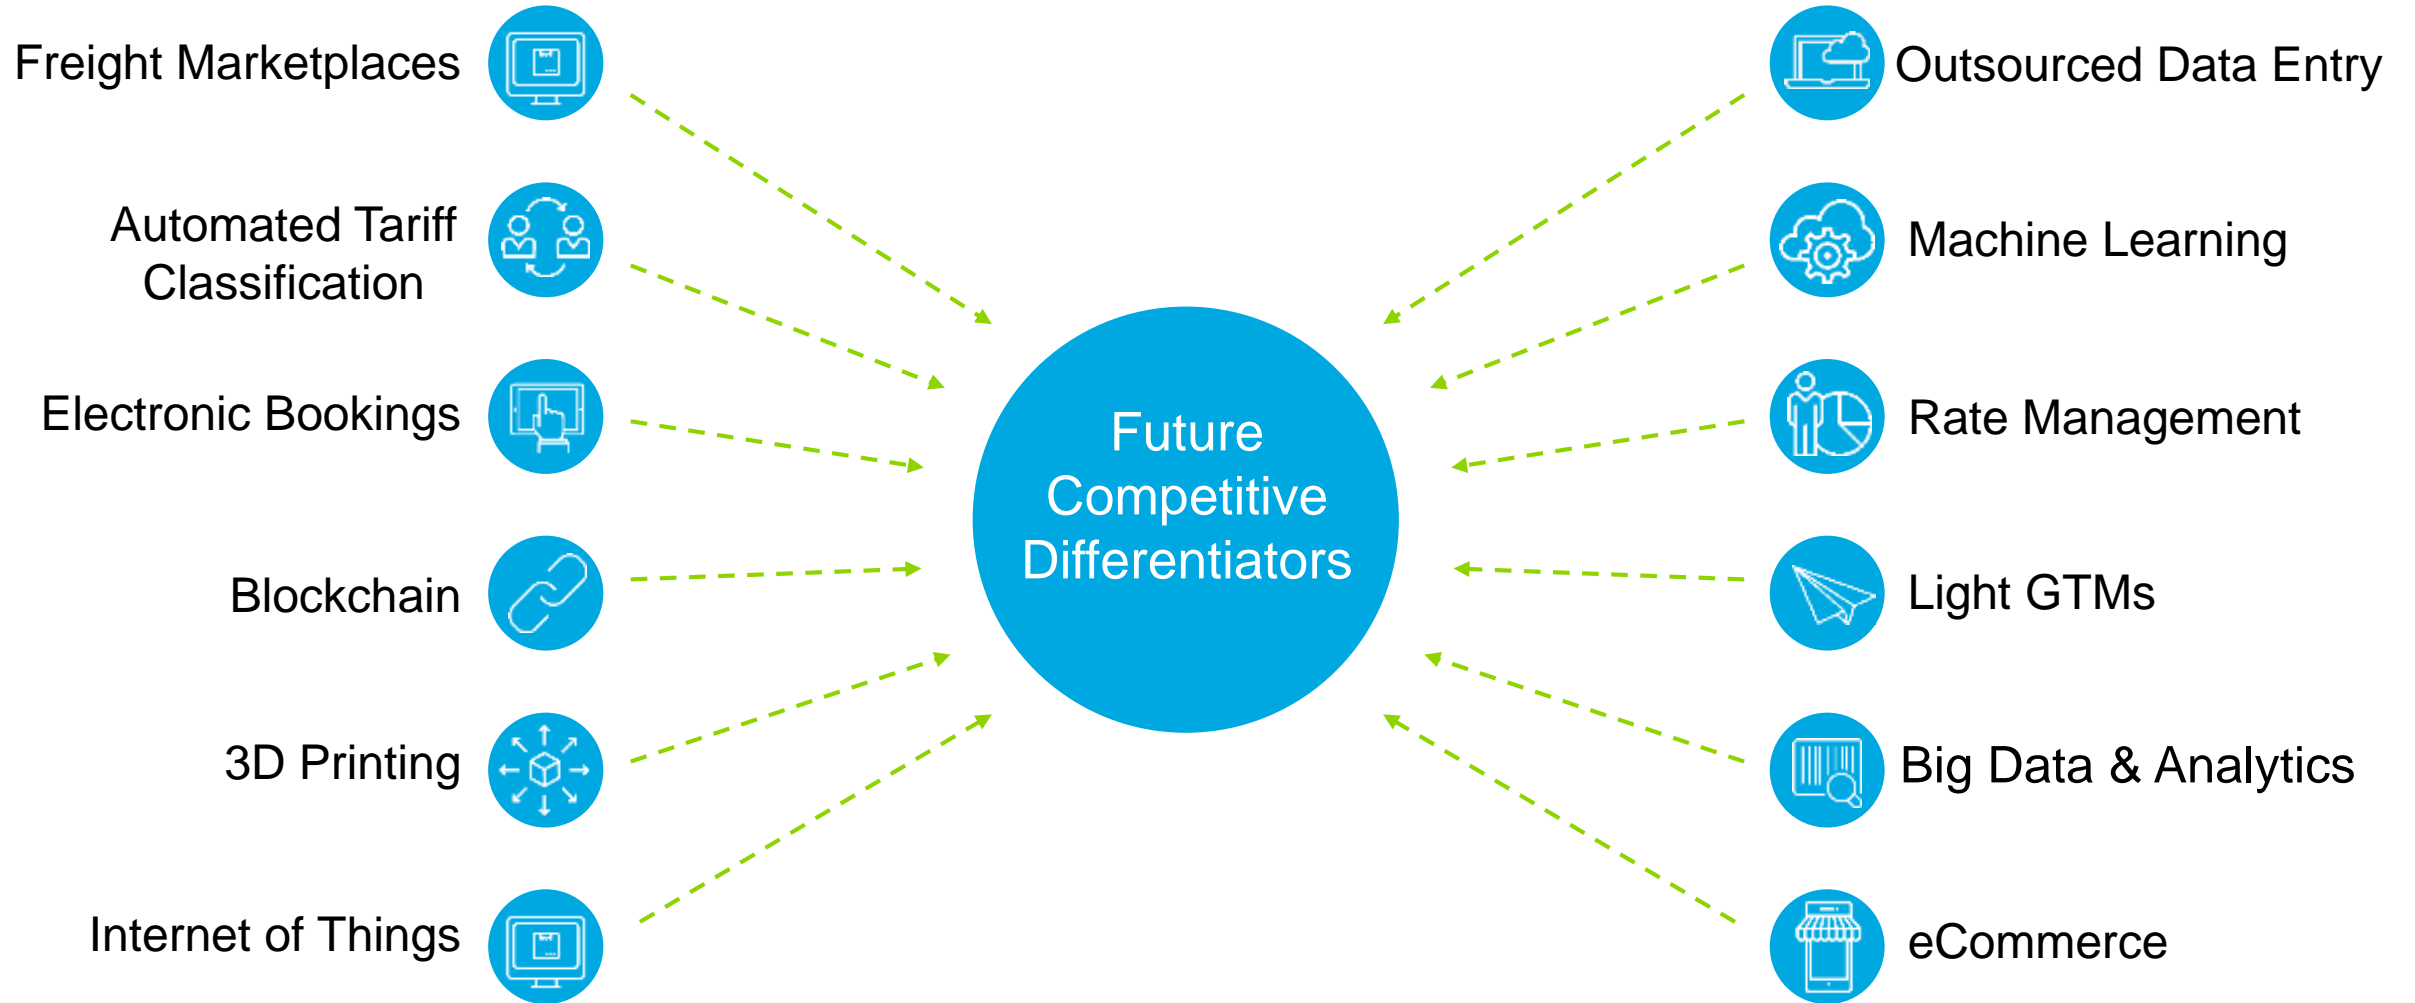 Freight Marketplaces
Automated Tariff
Classification
Electronic Bookings
Blockchain
3D Printing
Internet of Things
Future
Competitive
Differentiators
Outsourced Data Entry
Machine Learning
Rate Management
Light GTMs
Big Data & Analytics
eCommerce